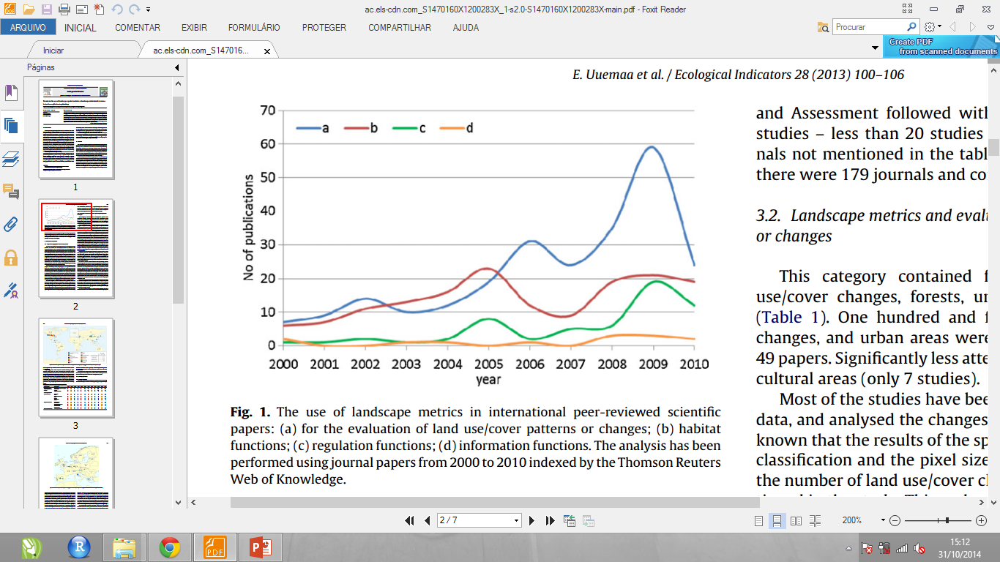 ac.els-cdn.com_S1470160X1200283X_1-s2.0-S1470160X1200283X-main.pdf - Foxit Reader
ARQUIVO INICIAL COMENTAR EXIBIR FORMULÁRIO PROTEGER COMPARTILHAR AJUDA
Procurar
Iniciar
ac.els-cdn.com_S147016...
Create PDF
from scanned documents
Páginas
1
2
3
E. Uuemaa et al. / Ecological Indicators 28 (2013) 100–106
70
60
50
40
30
20
10
0
No of publications
a b c d
2000 2001 2002 2003 2004 2005 2006 2007 2008 2009 2010
year
Fig. 1. The use of landscape metrics in international peer-reviewed scientific
papers: (a) for the evaluation of land use/cover patterns or changes; (b) habitat
functions; (c) regulation functions; (d) information functions. The analysis has been
performed using journal papers from 2000 to 2010 indexed by the Thomson Reuters
Web of Knowledge.
and Assessment followed with
studies – less than 20 studies
nals not mentioned in the tabl
there were 179 journals and co
3.2. Landscape metrics and eval
or changes
This category contained f
use/cover changes, forests, ur
(Table 1). One hundred and f
changes, and urban areas were
49 papers. Significantly less atte
cultural areas (only 7 studies).
Most of the studies have bee
data, and analysed the changes
known that the results of the sp
classification and the pixel size
the number of land use/cover cl
2 / 7
200%
PDF
15:12
31/10/2014